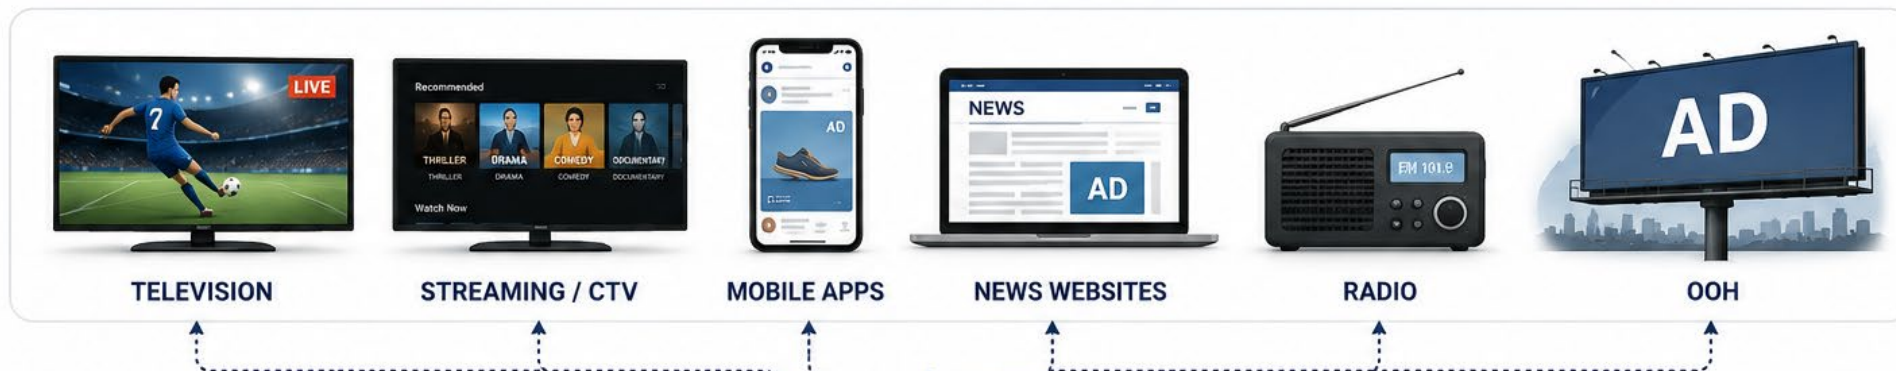 7
LIVE
Recommended
THRILLER
DRAMA
COMEDY
DOCUMENTARY
THRILLER
DRAMA
COMEDY
DOCUMENTARY
Watch Now
AD
NEWS
AD
FM 101.9
AD
TELEVISION
STREAMING / CTV
MOBILE APPS
NEWS WEBSITES
RADIO
OOH